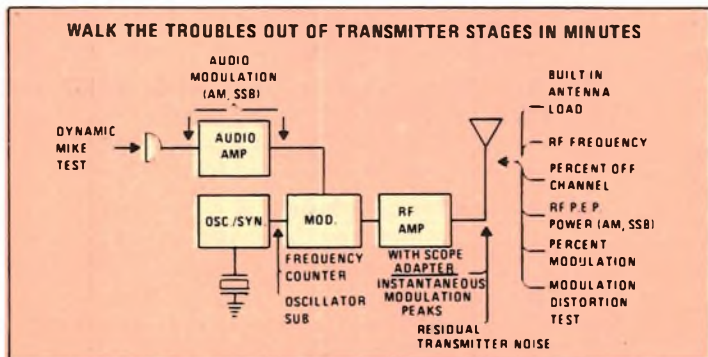 WALK THE TROUBLES OUT OF TRANSMITTER STAGES IN MINUTES
AUDIO
MODULATION
(AM, SSB)
DYNAMIC
MIKE
TEST
AUDIO
AMP
OSC./SYN.
MOD.
RF
AMP
FREQUENCY
COUNTER
OSCILLATOR
SUB
WITH SCOPE
ADAPTER
INSTANTANEOUS
MODULATION
PEAKS
RESIDUAL
TRANSMITTER NOISE
BUILT IN
ANTENNA
LOAD
RF FREQUENCY
PERCENT OFF
CHANNEL
RF P.E.P.
POWER (AM, SSB)
PERCENT
MODULATION
MODULATION
DISTORTION
TEST